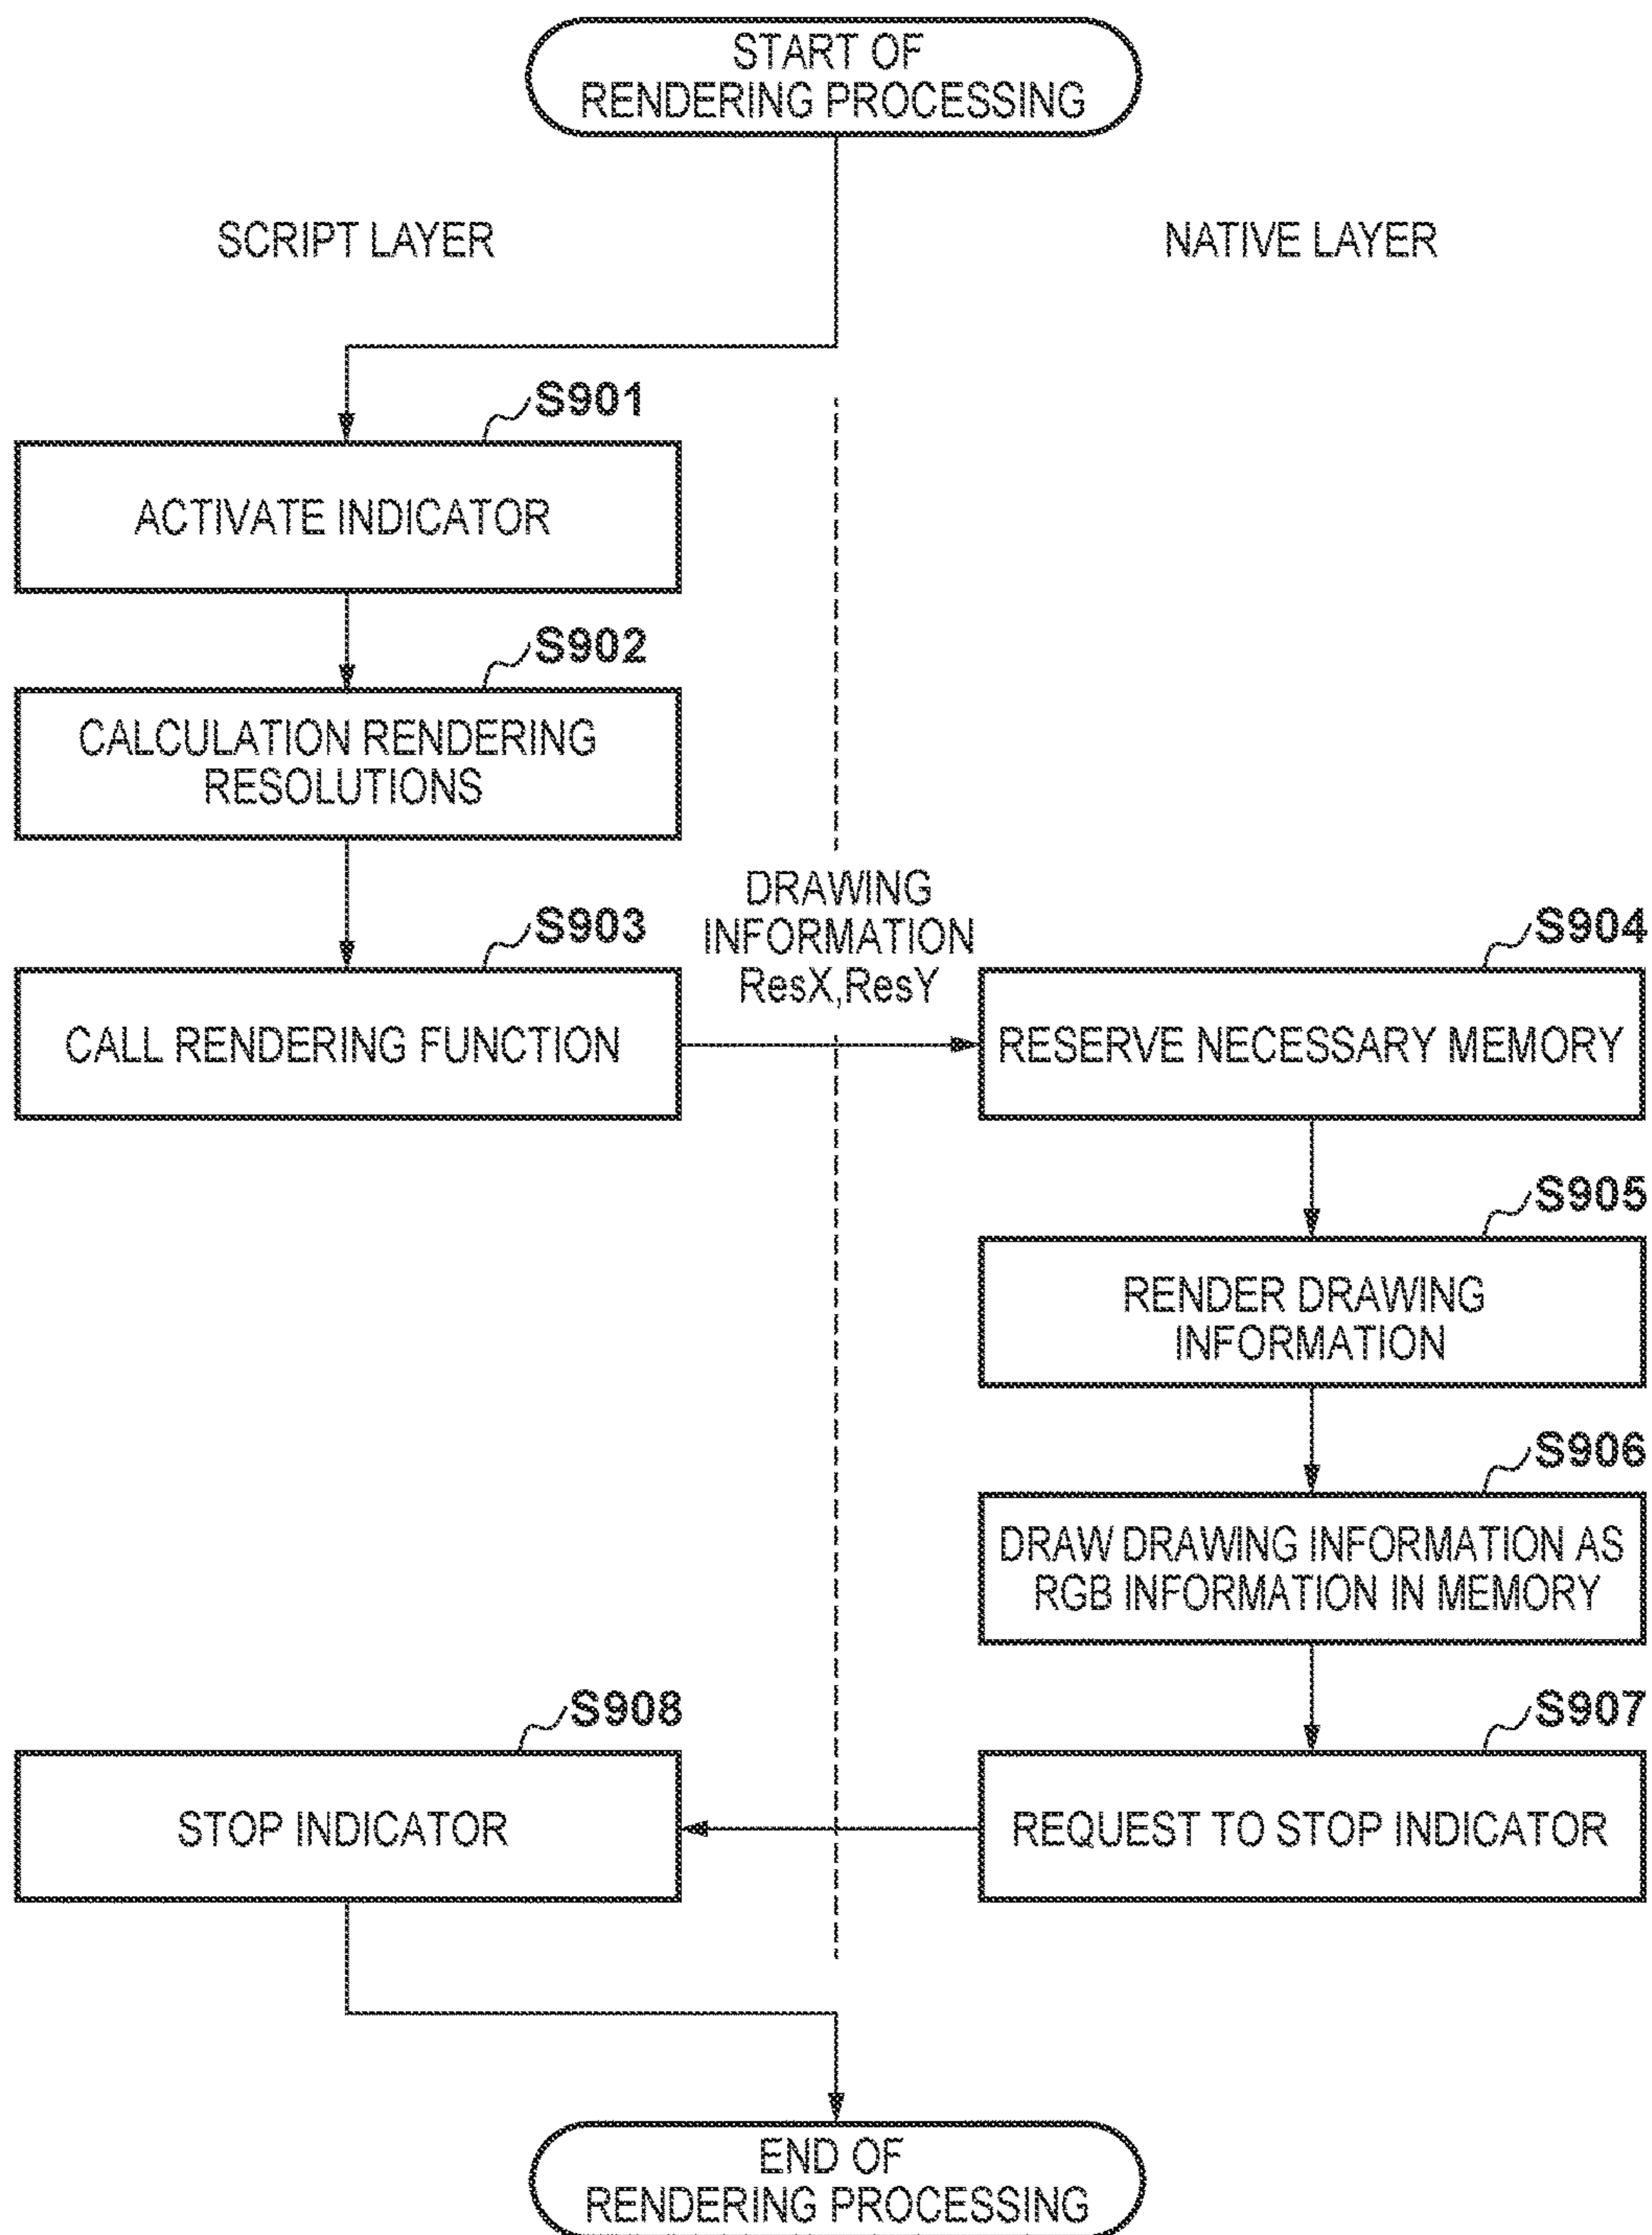 START OF
RENDERING PROCESSING
SCRIPT LAYER
NATIVE LAYER
S901
ACTIVATE INDICATOR
S902
CALCULATION RENDERING
RESOLUTIONS
DRAWING
INFORMATION
ResX,ResY
S903
CALL RENDERING FUNCTION
S904
RESERVE NECESSARY MEMORY
S905
RENDER DRAWING
INFORMATION
S906
DRAW DRAWING INFORMATION AS
RGB INFORMATION IN MEMORY
S907
REQUEST TO STOP INDICATOR
S908
STOP INDICATOR
END OF
RENDERING PROCESSING